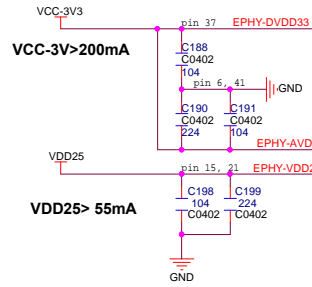 VCC-3V3
pin 37
EPHY-DVDD33
VCC-3V>200mA
C188
C0402
104
pin 6, 41
GND
C190
C0402
224
C191
C0402
104
EPHY-AVD
VDD25
pin 15, 21
EPHY-VDD2
VDD25> 55mA
C198
104
C0402
C199
224
C0402
GND